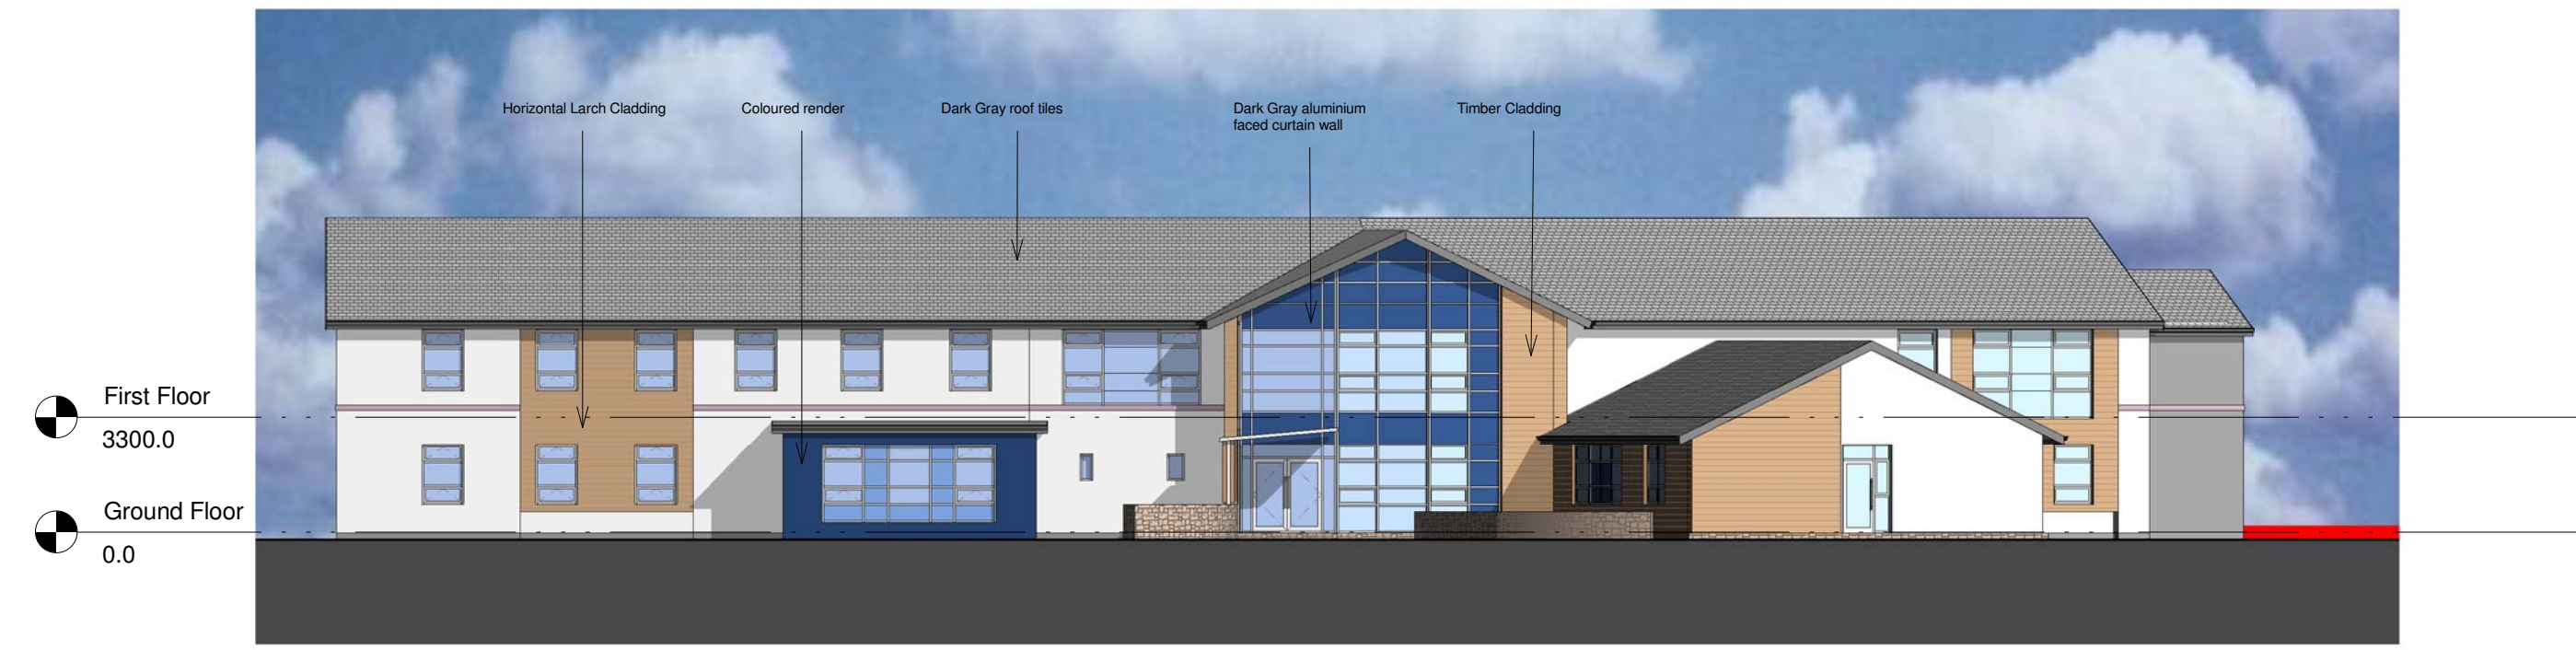 Horizontal Larch Cladding
Coloured render
Dark Gray roof tiles
Dark Gray aluminium
faced curtain wall
Timber Cladding
First Floor
3300.0
Ground Floor
0.0